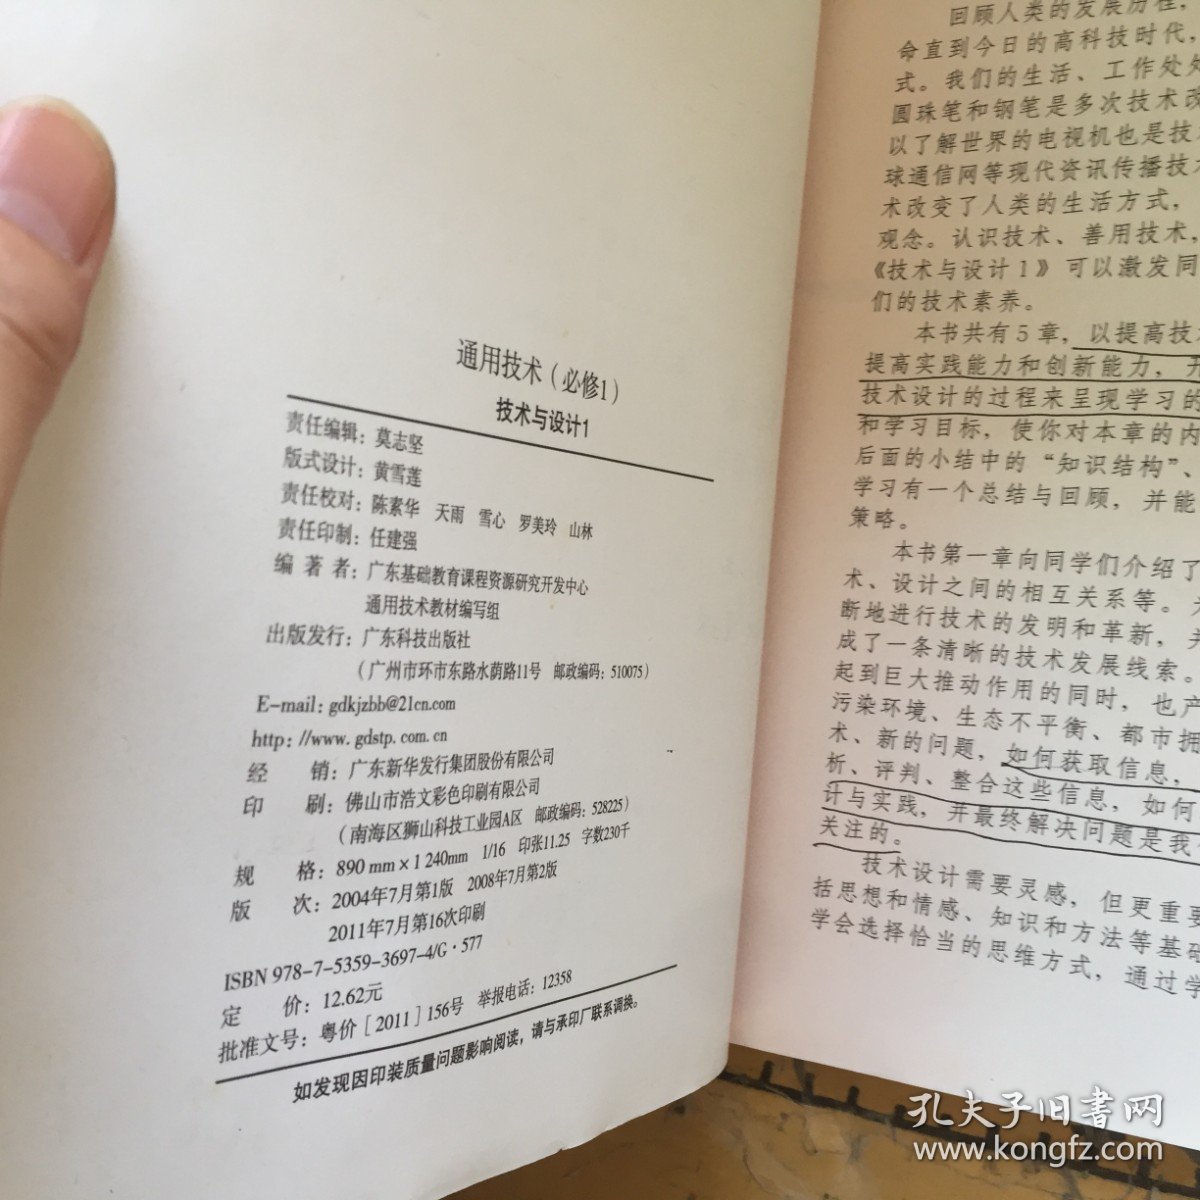 通用技术（必修1）
技术与设计1
责任编辑：莫志坚
版式设计：黄雪莲
责任校对：陈素华 天雨 雪心 罗美玲 山林
责任印制：任建强
编 著 者：广东基础教育课程资源研究开发中心
通用技术教材编写组
出版发行：广东科技出版社
（广州市环市东路水荫路11号 邮政编码：510075）
E-mail：gdkjzbb@21cn.com
http：//www．gdstp．com．cn
经 销：广东新华发行集团股份有限公司
印 刷：佛山市浩文彩色印刷有限公司
（南海区狮山科技工业园A区 邮政编码：528225）
规 格：890 mm×1 240mm 1/16 印张11.25 字数230千
版 次：2004年7月第1版 2008年7月第2版
2011年7月第16次印刷
ISBN 978-7-5359-3697-4/G·577
定 价：12.62元
批准文号：粤价［2011］156号 举报电话：12358
如发现因印装质量问题影响阅读，请与承印厂联系调换。
回顾人类的发展历程，
命直到今日的高科技时代，
式。我们的生活、工作处处
圆珠笔和钢笔是多次技术改
以了解世界的电视机也是技
球通信网等现代资讯传播技术
术改变了人类的生活方式，
观念。认识技术、善用技术，
《技术与设计1》可以激发同
们的技术素养。
本书共有5章，以提高技
提高实践能力和创新能力，
技术设计的过程来呈现学习的
和学习目标，使你对本章的内
后面的小结中的“知识结构”、
学习有一个总结与回顾，并能
策略。
本书第一章向同学们介绍了
术、设计之间的相互关系等。
断地进行技术的发明和革新，
成了一条清晰的技术发展线索。
起到巨大推动作用的同时，也产
污染环境、生态不平衡、都市拥
术、新的问题，如何获取信息，
析、评判、整合这些信息，如何
计与实践，并最终解决问题是我们
关注的。
技术设计需要灵感，但更重要
括思想和情感、知识和方法等基础
学会选择恰当的思维方式，通过学
孔夫子旧书网
www.kongfz.com